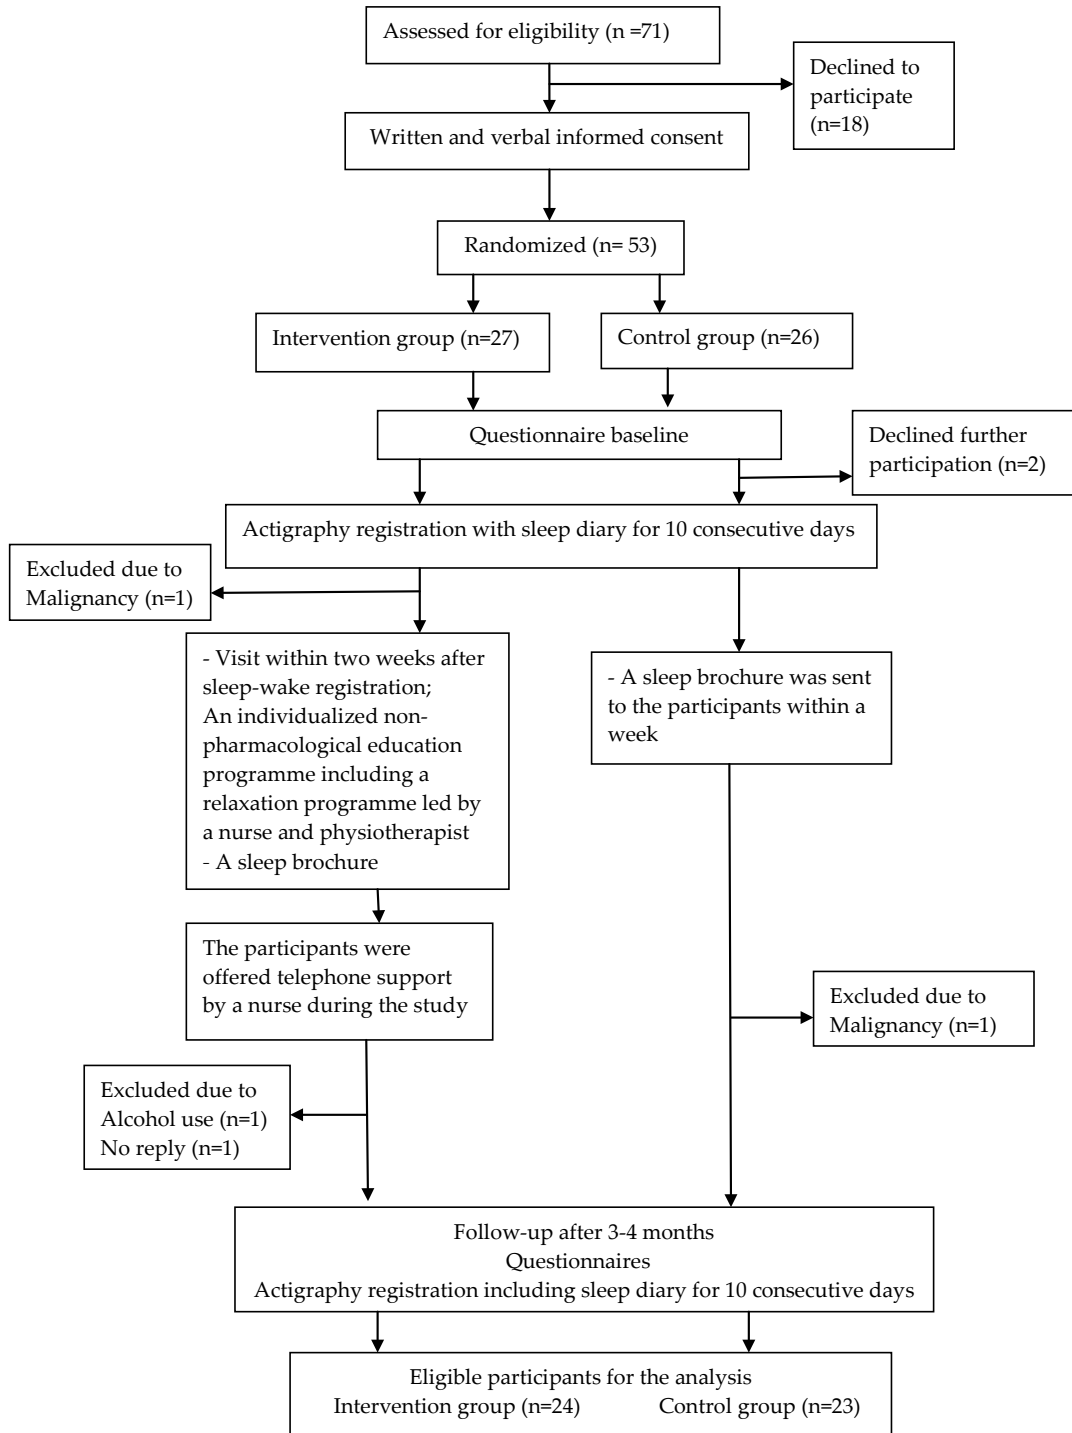 Assessed for eligibility (n =71)
Declined to
participate
(n=18)
Written and verbal informed consent
Randomized (n= 53)
Intervention group (n=27)
Control group (n=26)
Questionnaire baseline
Declined further
participation (n=2)
Actigraphy registration with sleep diary for 10 consecutive days
Excluded due to
Malignancy (n=1)
- Visit within two weeks after
sleep-wake registration;
An individualized non-
pharmacological education
programme including a
relaxation programme led by
a nurse and physiotherapist
- A sleep brochure
- A sleep brochure was sent
to the participants within a
week
The participants were
offered telephone support
by a nurse during the study
Excluded due to
Malignancy (n=1)
Excluded due to
Alcohol use (n=1)
No reply (n=1)
Follow-up after 3-4 months
Questionnaires
Actigraphy registration including sleep diary for 10 consecutive days
Eligible participants for the analysis
Intervention group (n=24) Control group (n=23)